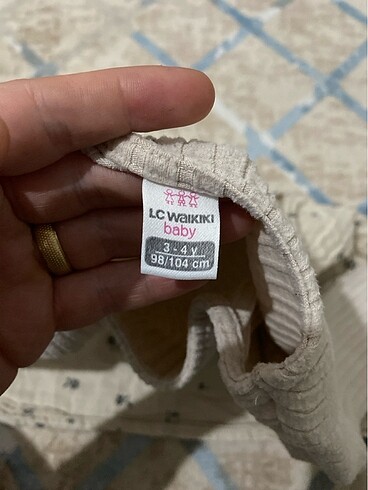 LC WAIKIKI
baby
3 - 4 Y
98/104 cm